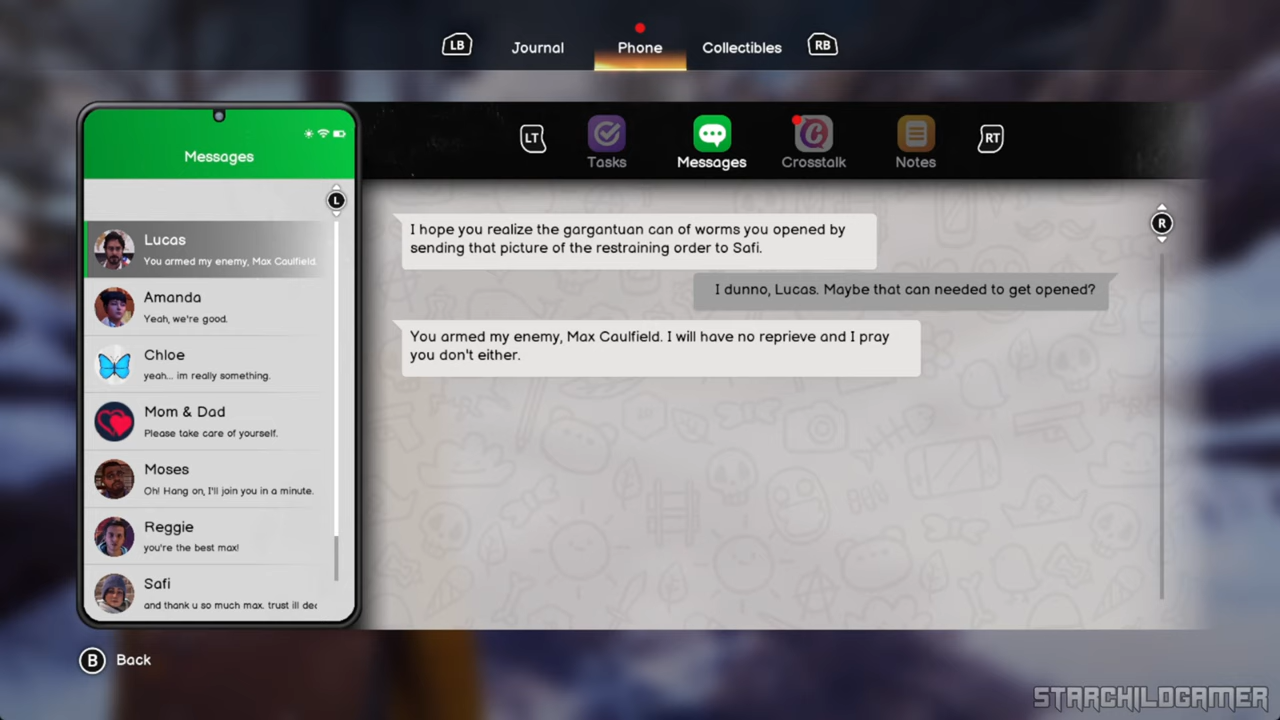 LB Journal Phone Collectibles RB
Messages
LT Tasks Messages Crosstalk Notes RT
L
Lucas
You armed my enemy, Max Caulfield.
Amanda
Yeah, we're good.
Chloe
yeah... im really something.
Mom & Dad
Please take care of yourself.
Moses
Oh! Hang on, I'll join you in a minute.
Reggie
you're the best max!
Safi
and thank u so much max. trust ill dec
I hope you realize the gargantuan can of worms you opened by
sending that picture of the restraining order to Safi.
I dunno, Lucas. Maybe that can needed to get opened?
You armed my enemy, Max Caulfield. I will have no reprieve and I pray
you don't either.
R
B Back
STARCHILDGAMER